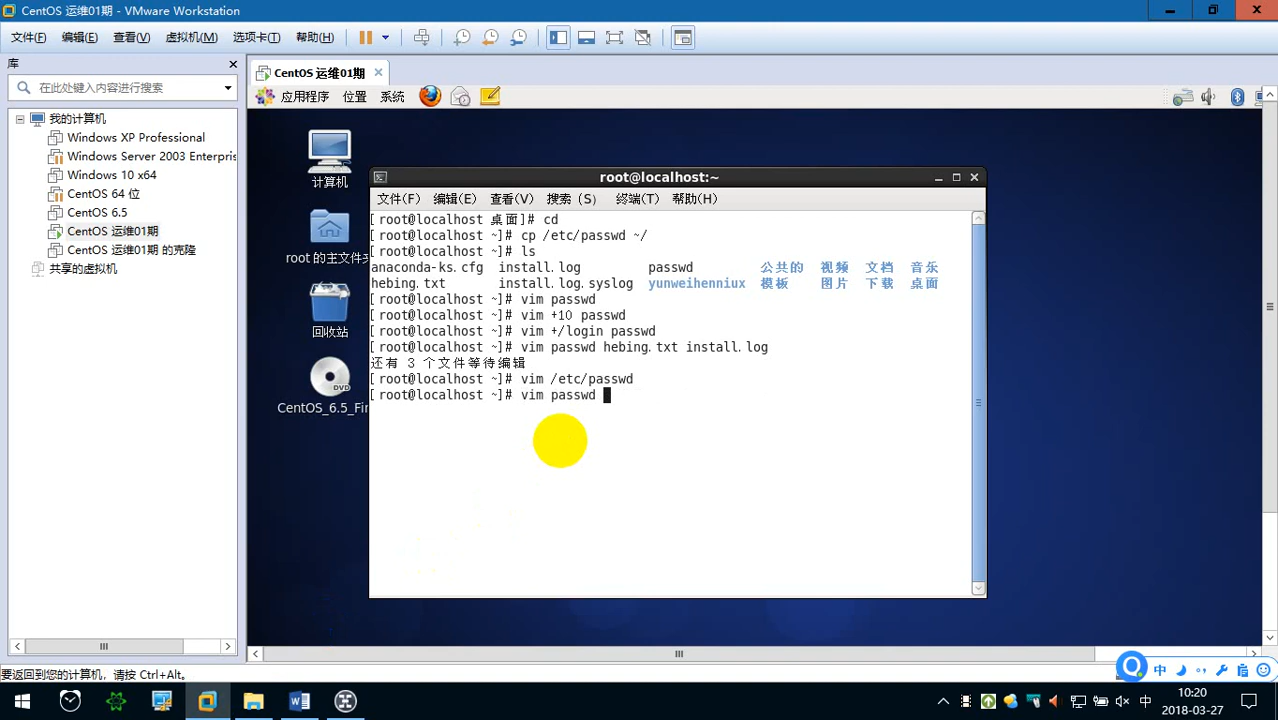 CentOS 运维01期 - VMware Workstation
文件(F) 编辑(E) 查看(V) 虚拟机(M) 选项卡(T) 帮助(H)
库
在此处键入内容进行搜索
我的计算机
Windows XP Professional
Windows Server 2003 Enterpris
Windows 10 x64
CentOS 64 位
CentOS 6.5
CentOS 运维01期
CentOS 运维01期 的克隆
共享的虚拟机
CentOS 运维01期
应用程序 位置 系统
计算机
root 的主文件夹
回收站
DVD
CentOS_6.5_Fin
root@localhost:~
文件(F) 编辑(E) 查看(V) 搜索 (S) 终端(T) 帮助(H)
[root@localhost 桌面]# cd
[root@localhost ~]# cp /etc/passwd ~/
[root@localhost ~]# ls
anaconda-ks.cfg install.log passwd 公共的 视频 文档 音乐
hebing.txt install.log.syslog yunweihenniux 模板 图片 下载 桌面
[root@localhost ~]# vim passwd
[root@localhost ~]# vim +10 passwd
[root@localhost ~]# vim +/login passwd
[root@localhost ~]# vim passwd hebing.txt install.log
还有 3 个文件等待编辑
[root@localhost ~]# vim /etc/passwd
[root@localhost ~]# vim passwd
要返回到您的计算机，请按 Ctrl+Alt。
中
中
10:20
2018-03-27